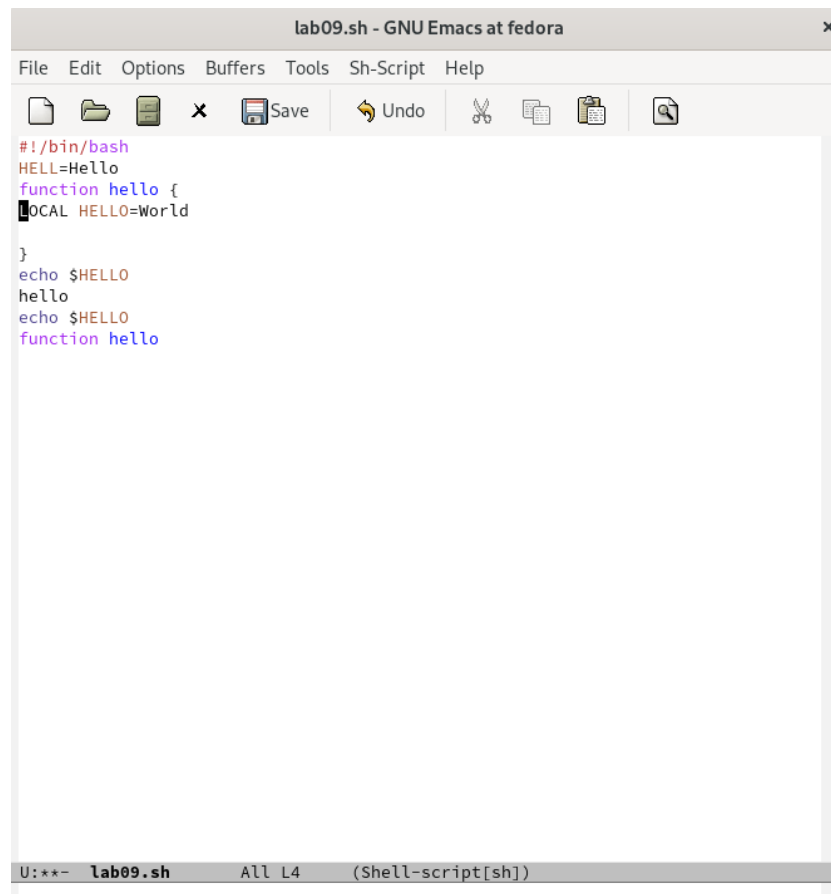 lab09.sh - GNU Emacs at fedora ×
File Edit Options Buffers Tools Sh-Script Help
Save Undo
#!/bin/bash
HELL=Hello
function hello {
LOCAL HELLO=World
}
echo $HELLO
hello
echo $HELLO
function hello
U:**- lab09.sh All L4 (Shell-script[sh])